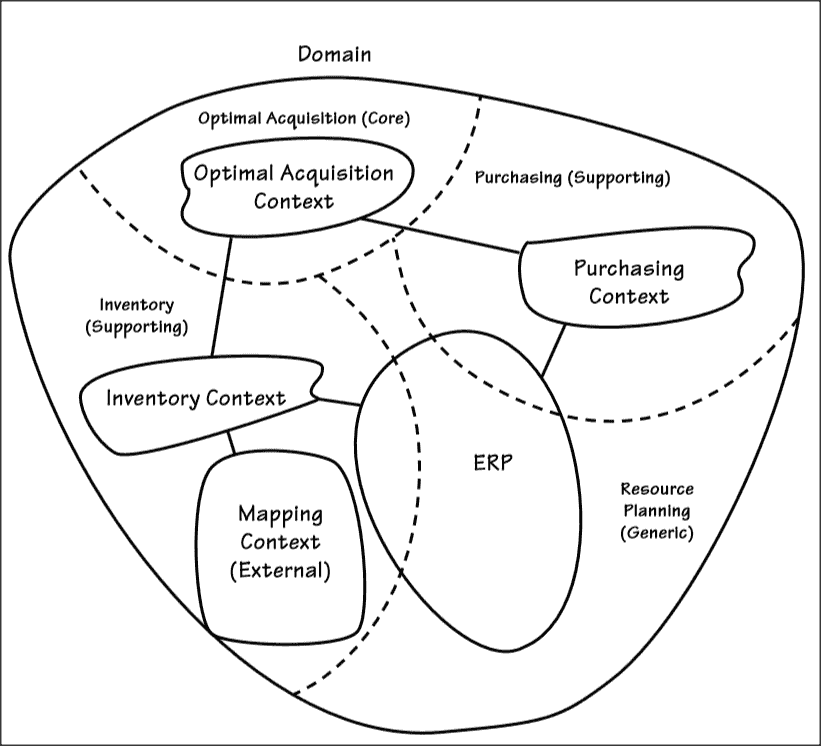 Domain
Optimal Acquisition (Core)
Optimal Acquisition
Context
Purchasing (Supporting)
Purchasing
Context
Inventory
(Supporting)
Inventory Context
ERP
Mapping
Context
(External)
Resource
Planning
(Generic)